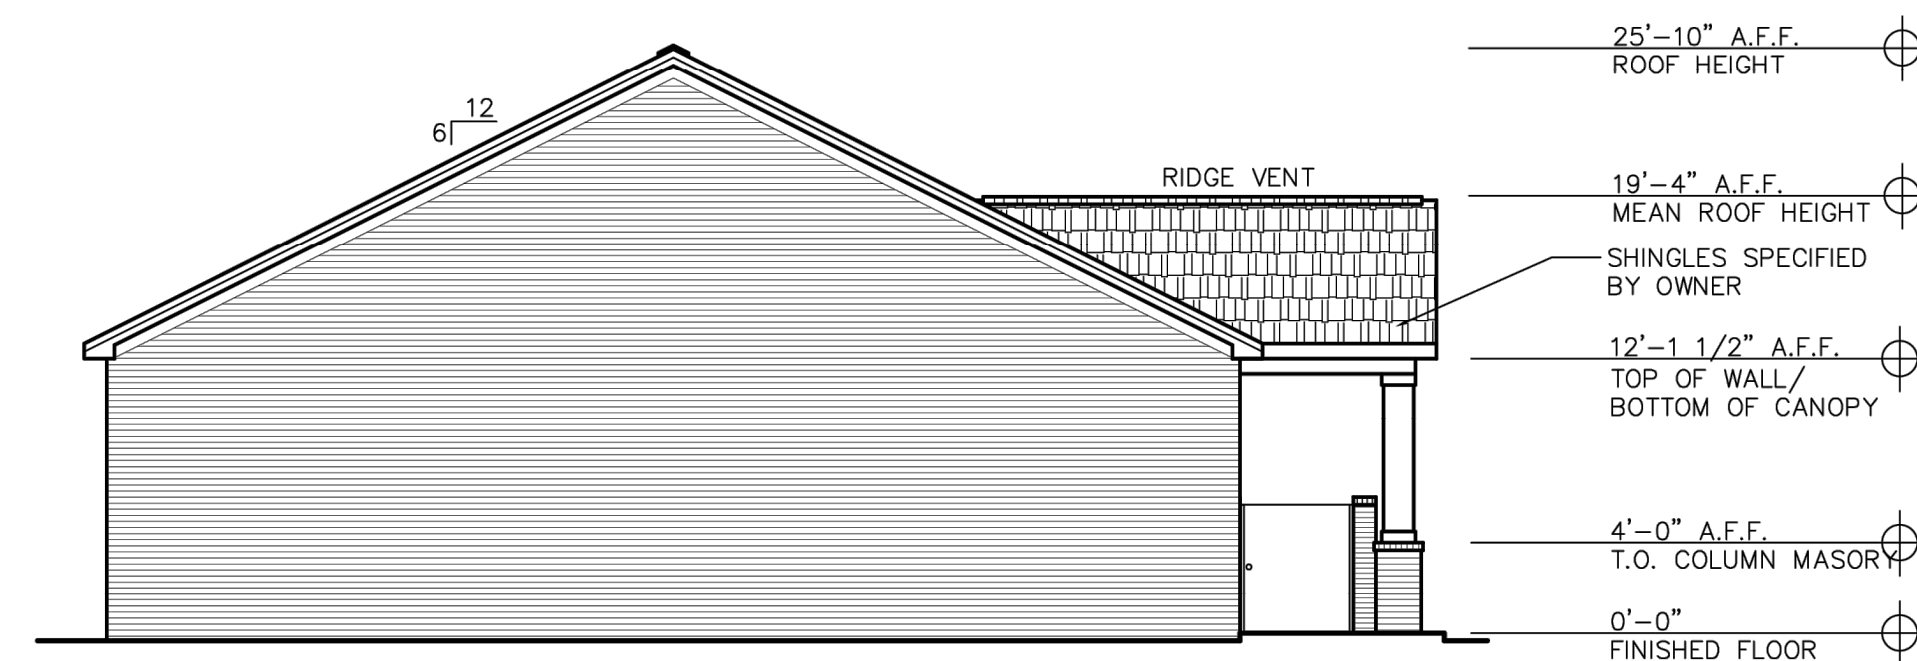 25'-10" A.F.F.
ROOF HEIGHT
12
6
RIDGE VENT
19'-4" A.F.F.
MEAN ROOF HEIGHT
SHINGLES SPECIFIED
BY OWNER
12'-1 1/2" A.F.F.
TOP OF WALL/
BOTTOM OF CANOPY
4'-0" A.F.F.
T.O. COLUMN MASORY
0'-0"
FINISHED FLOOR